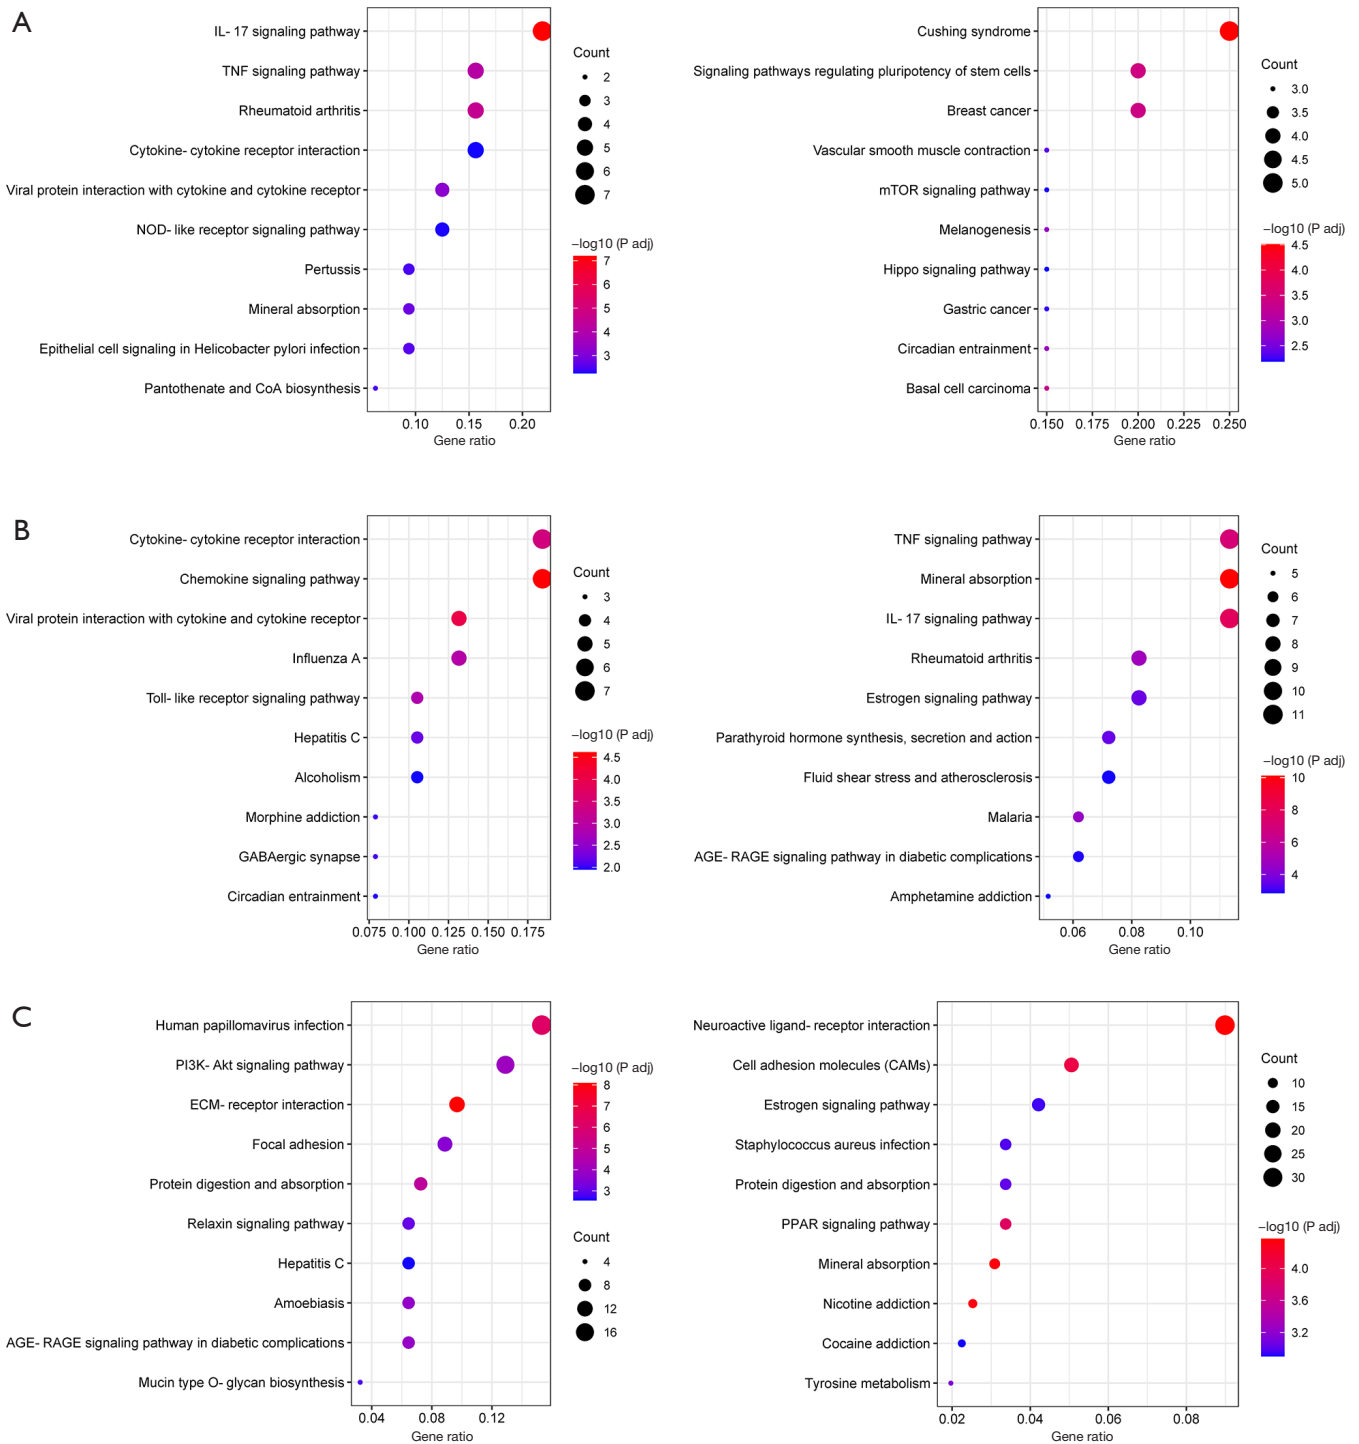 A
IL- 17 signaling pathway
TNF signaling pathway
Rheumatoid arthritis
Cytokine- cytokine receptor interaction
Viral protein interaction with cytokine and cytokine receptor
NOD- like receptor signaling pathway
Pertussis
Mineral absorption
Epithelial cell signaling in Helicobacter pylori infection
Pantothenate and CoA biosynthesis
0.10 0.15 0.20
Gene ratio
Count
2
3
4
5
6
7
−log10 (P adj)
7
6
5
4
3
Cushing syndrome
Signaling pathways regulating pluripotency of stem cells
Breast cancer
Vascular smooth muscle contraction
mTOR signaling pathway
Melanogenesis
Hippo signaling pathway
Gastric cancer
Circadian entrainment
Basal cell carcinoma
0.150 0.175 0.200 0.225 0.250
Gene ratio
Count
3.0
3.5
4.0
4.5
5.0
−log10 (P adj)
4.5
4.0
3.5
3.0
2.5
B
Cytokine- cytokine receptor interaction
Chemokine signaling pathway
Viral protein interaction with cytokine and cytokine receptor
Influenza A
Toll- like receptor signaling pathway
Hepatitis C
Alcoholism
Morphine addiction
GABAergic synapse
Circadian entrainment
0.075 0.100 0.125 0.150 0.175
Gene ratio
Count
3
4
5
6
7
−log10 (P adj)
4.5
4.0
3.5
3.0
2.5
2.0
TNF signaling pathway
Mineral absorption
IL- 17 signaling pathway
Rheumatoid arthritis
Estrogen signaling pathway
Parathyroid hormone synthesis, secretion and action
Fluid shear stress and atherosclerosis
Malaria
AGE- RAGE signaling pathway in diabetic complications
Amphetamine addiction
0.06 0.08 0.10
Gene ratio
Count
5
6
7
8
9
10
11
−log10 (P adj)
10
8
6
4
C
Human papillomavirus infection
PI3K- Akt signaling pathway
ECM- receptor interaction
Focal adhesion
Protein digestion and absorption
Relaxin signaling pathway
Hepatitis C
Amoebiasis
AGE- RAGE signaling pathway in diabetic complications
Mucin type O- glycan biosynthesis
0.04 0.08 0.12
Gene ratio
−log10 (P adj)
8
7
6
5
4
3
Count
4
8
12
16
Neuroactive ligand- receptor interaction
Cell adhesion molecules (CAMs)
Estrogen signaling pathway
Staphylococcus aureus infection
Protein digestion and absorption
PPAR signaling pathway
Mineral absorption
Nicotine addiction
Cocaine addiction
Tyrosine metabolism
0.02 0.04 0.06 0.08
Gene ratio
Count
10
15
20
25
30
−log10 (P adj)
4.0
3.6
3.2